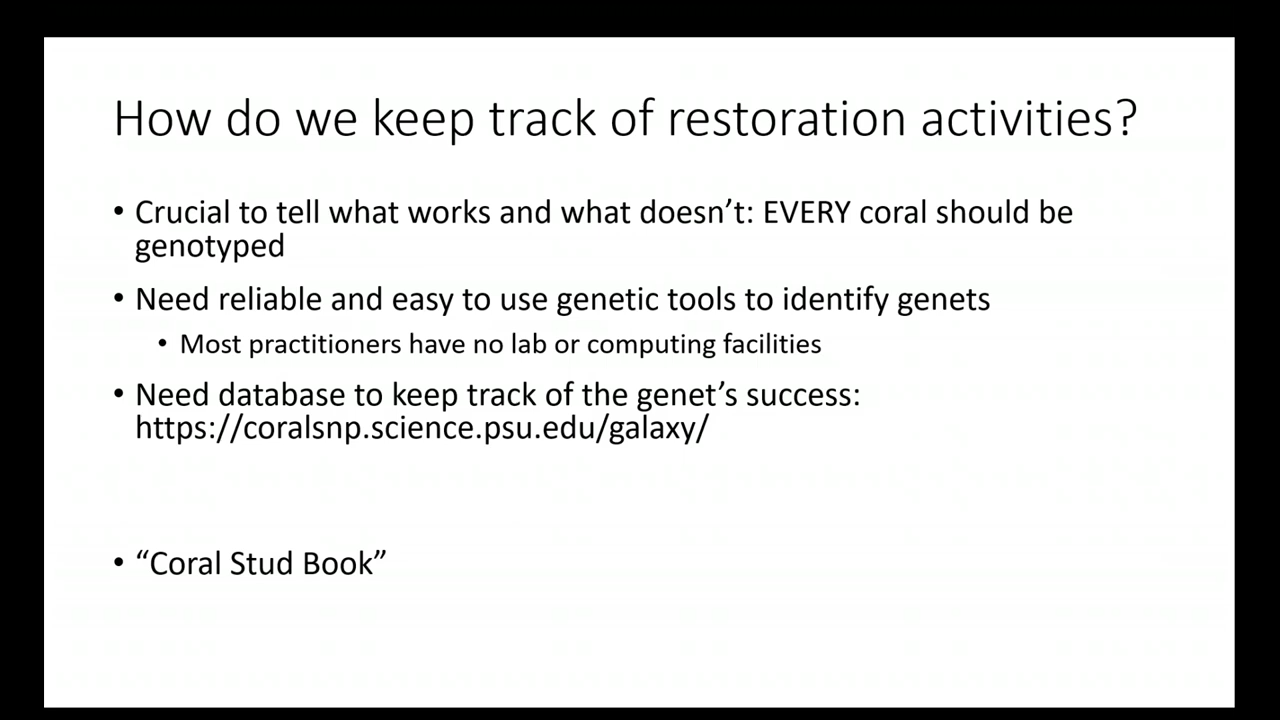 How do we keep track of restoration activities?
• Crucial to tell what works and what doesn’t: EVERY coral should be
genotyped
• Need reliable and easy to use genetic tools to identify genets
• Most practitioners have no lab or computing facilities
• Need database to keep track of the genet’s success:
https://coralsnp.science.psu.edu/galaxy/
• “Coral Stud Book”